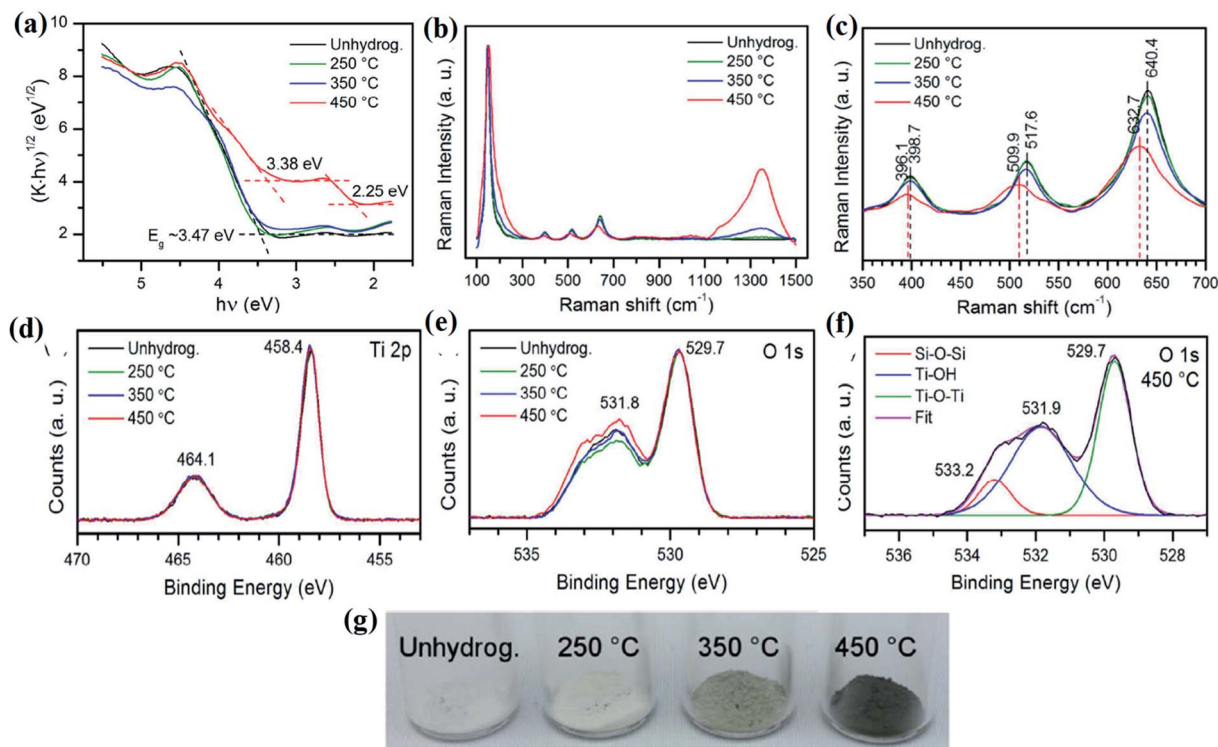 (a)
(K·hν)1/2 (eV1/2)
10
8
6
4
2
Unhydrog.
250 °C
350 °C
450 °C
3.38 eV
2.25 eV
Eg ~3.47 eV
5
4
3
2
hν (eV)
(b)
Raman Intensity (a. u.)
Unhydrog.
250 °C
350 °C
450 °C
100
300
500
700
900
1100
1300
1500
Raman shift (cm-1)
(c)
Raman Intensity (a. u.)
Unhydrog.
250 °C
350 °C
450 °C
396.1
398.7
509.9
517.6
632.7
640.4
350
400
450
500
550
600
650
700
Raman shift (cm-1)
(d)
Counts (a. u.)
Unhydrog.
250 °C
350 °C
450 °C
458.4
Ti 2p
464.1
470
465
460
455
Binding Energy (eV)
(e)
Counts (a. u.)
Unhydrog.
250 °C
350 °C
450 °C
529.7
O 1s
531.8
535
530
525
Binding Energy (eV)
(f)
Counts (a. u.)
Si-O-Si
Ti-OH
Ti-O-Ti
Fit
529.7
O 1s
450 °C
531.9
533.2
536
534
532
530
528
Binding Energy (eV)
(g)
Unhydrog.
250 °C
350 °C
450 °C